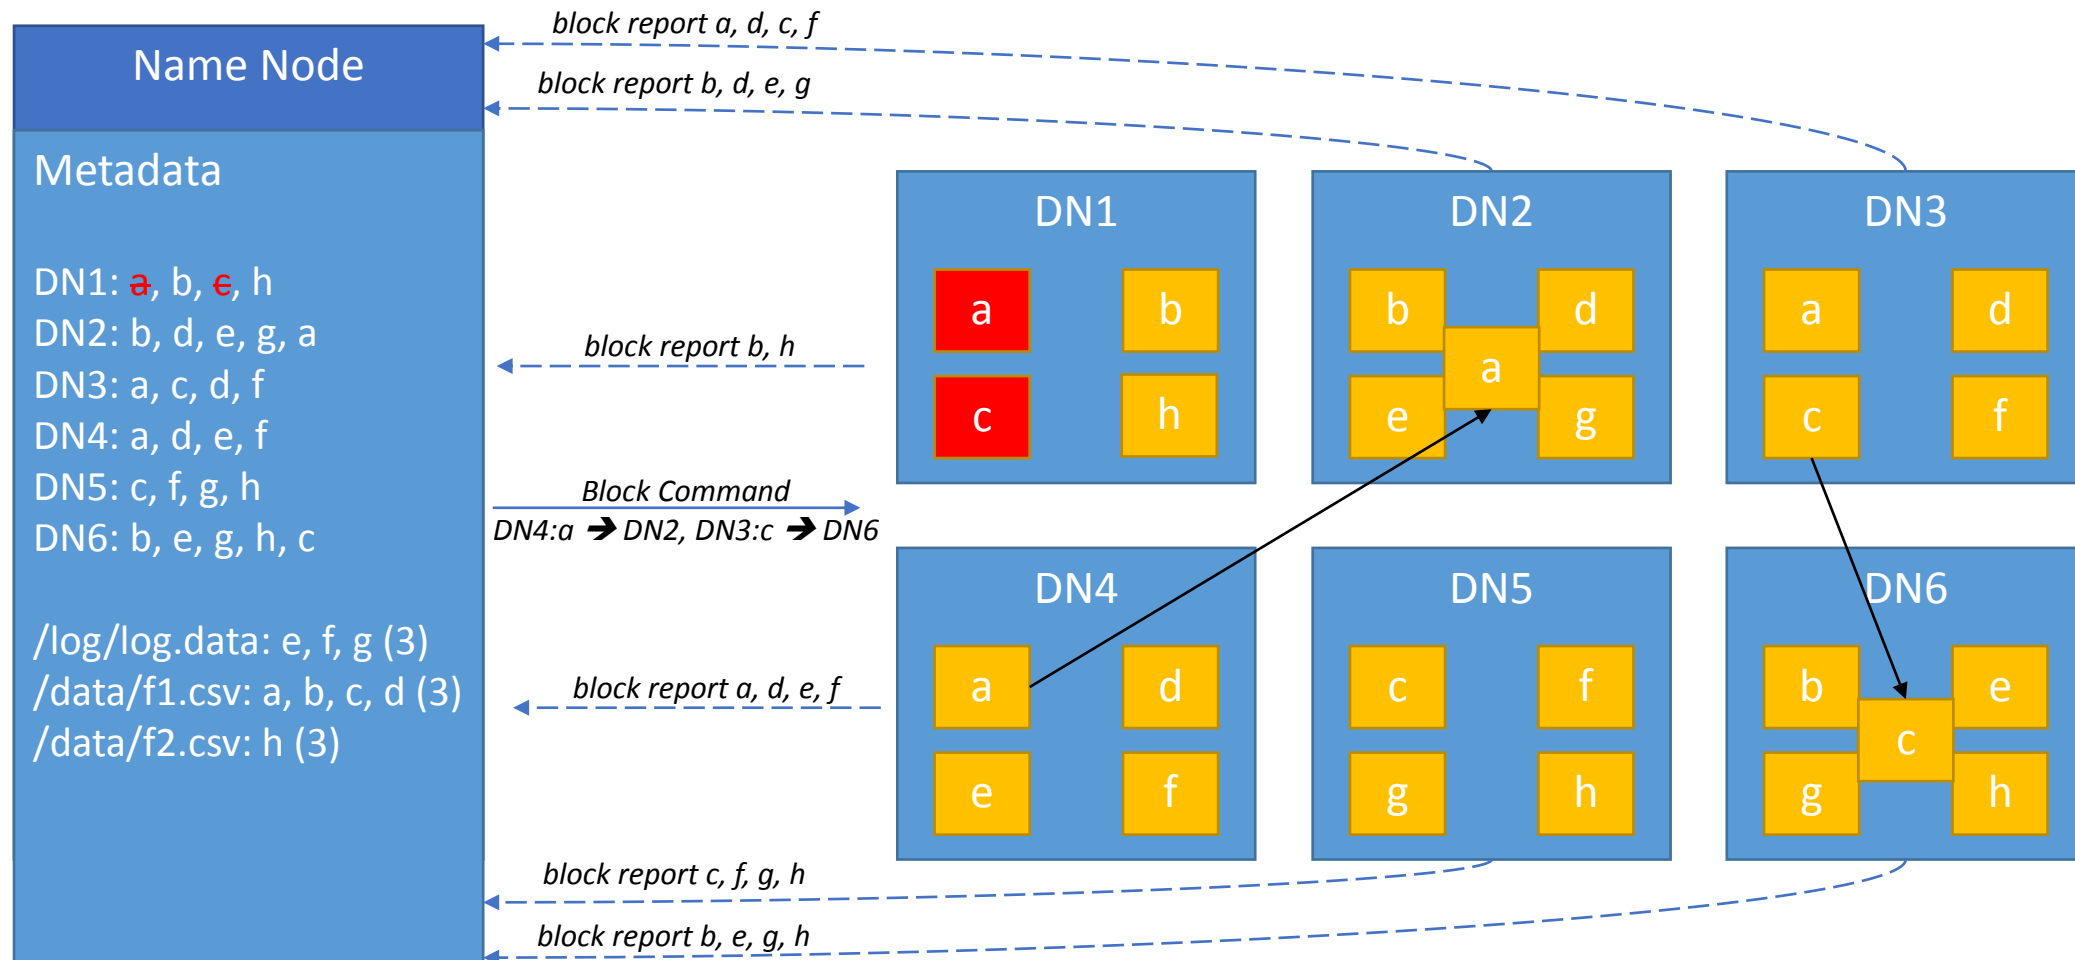 block report a, d, c, f
Name Node
block report b, d, e, g
Metadata
DN1: a, b, c, h
DN2: b, d, e, g, a
DN3: a, c, d, f
DN4: a, d, e, f
DN5: c, f, g, h
DN6: b, e, g, h, c
/log/log.data: e, f, g (3)
/data/f1.csv: a, b, c, d (3)
/data/f2.csv: h (3)
block report b, h
Block Command
DN4:a ➔ DN2, DN3:c ➔ DN6
block report a, d, e, f
block report c, f, g, h
block report b, e, g, h
DN1
a
b
c
h
DN2
b
d
a
e
g
DN3
a
d
c
f
DN4
a
d
e
f
DN5
c
f
g
h
DN6
b
e
c
g
h